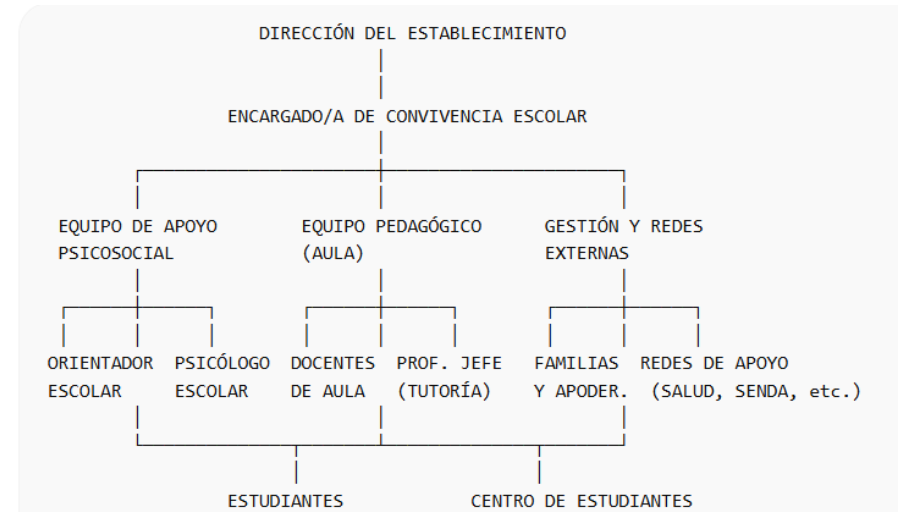 DIRECCIÓN DEL ESTABLECIMIENTO
ENCARGADO/A DE CONVIVENCIA ESCOLAR
EQUIPO DE APOYO PSICOSOCIAL
EQUIPO PEDAGÓGICO (AULA)
GESTIÓN Y REDES EXTERNAS
ORIENTADOR ESCOLAR
PSICÓLOGO ESCOLAR
DOCENTES DE AULA
PROF. JEFE (TUTORÍA)
FAMILIAS Y APODER.
REDES DE APOYO (SALUD, SENDA, etc.)
ESTUDIANTES
CENTRO DE ESTUDIANTES